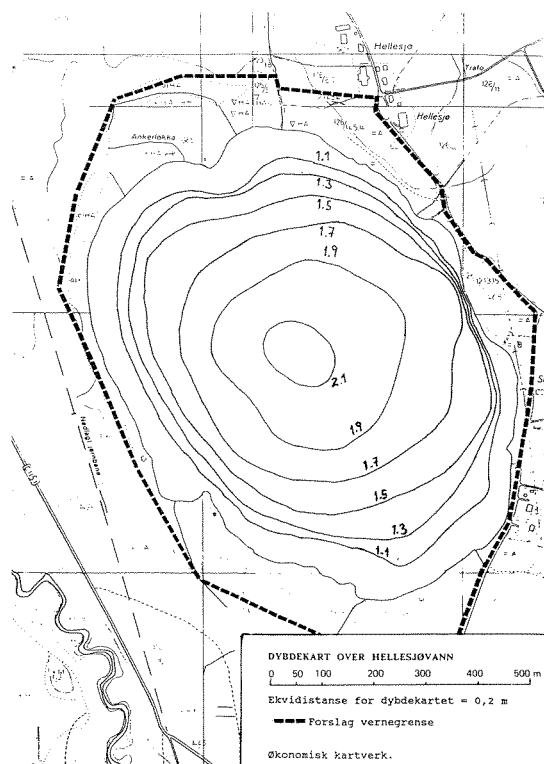 Hellesjø
Trafo
Hellesjø
Ankerløkka
1.1
1.3
1.5
1.7
1.9
2.1
1.9
1.7
1.5
1.3
1.1
Nedlagt jernbane
DYBDEKART OVER HELLESJØVANN
0 50 100 200 300 400 500 m
Ekvidistanse for dybdekartet = 0,2 m
Forslag vernegrense
Økonomisk kartverk.